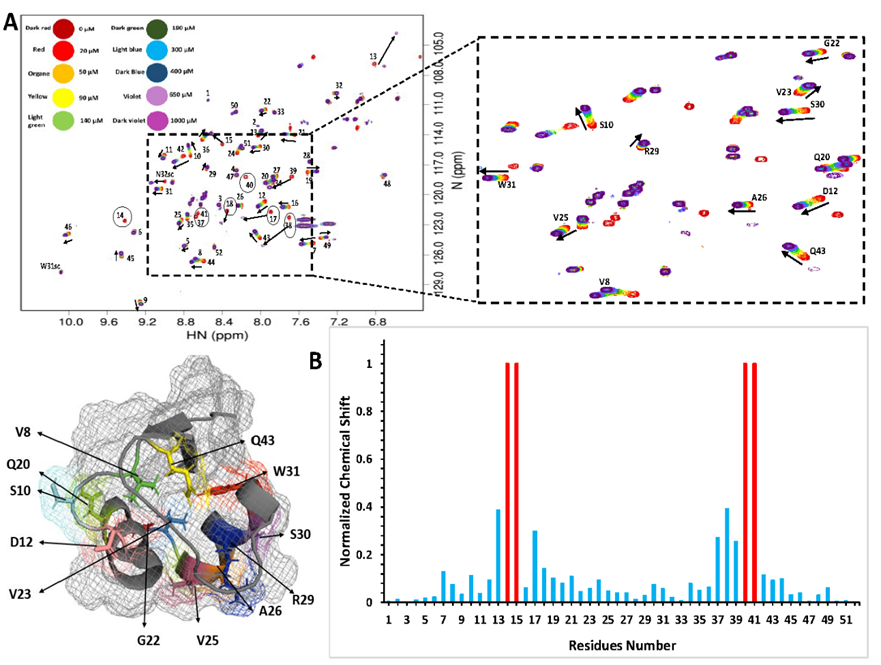 A
Dark red 0 µM Dark green 180 µM
Red 20 µM Light blue 300 µM
Organe 50 µM Dark Blue 400 µM
Yellow 90 µM Violet 650 µM
Light green 140 µM Dark violet 1000 µM
13
32
1
50
22
33
2
13
21
15
42
36
51
30
24
11
10
28
29
19
47
40
20
27
39
N32sc
31
48
3
26
12
16
14
18
41
25
35
37
17
38
46
6
43
5
52
49
45
8
44
7
W31sc
9
10.0 9.2 8.8 8.4 8.0 7.6 7.2 6.8
HN (ppm)
105.0
108.0
111.0
114.0
117.0
120.0
123.0
126.0
129.0
N (ppm)
G22
V23
S30
S10
R29
Q20
W31
A26
D12
V25
Q43
V8
V8
Q20
S10
D12
V23
G22
V25
A26
R29
S30
W31
Q43
B
Normalized Chemical Shift
1
0.8
0.6
0.4
0.2
0
1 3 5 7 9 11 13 15 17 19 21 23 25 27 29 31 33 35 37 39 41 43 45 47 49 51
Residues Number